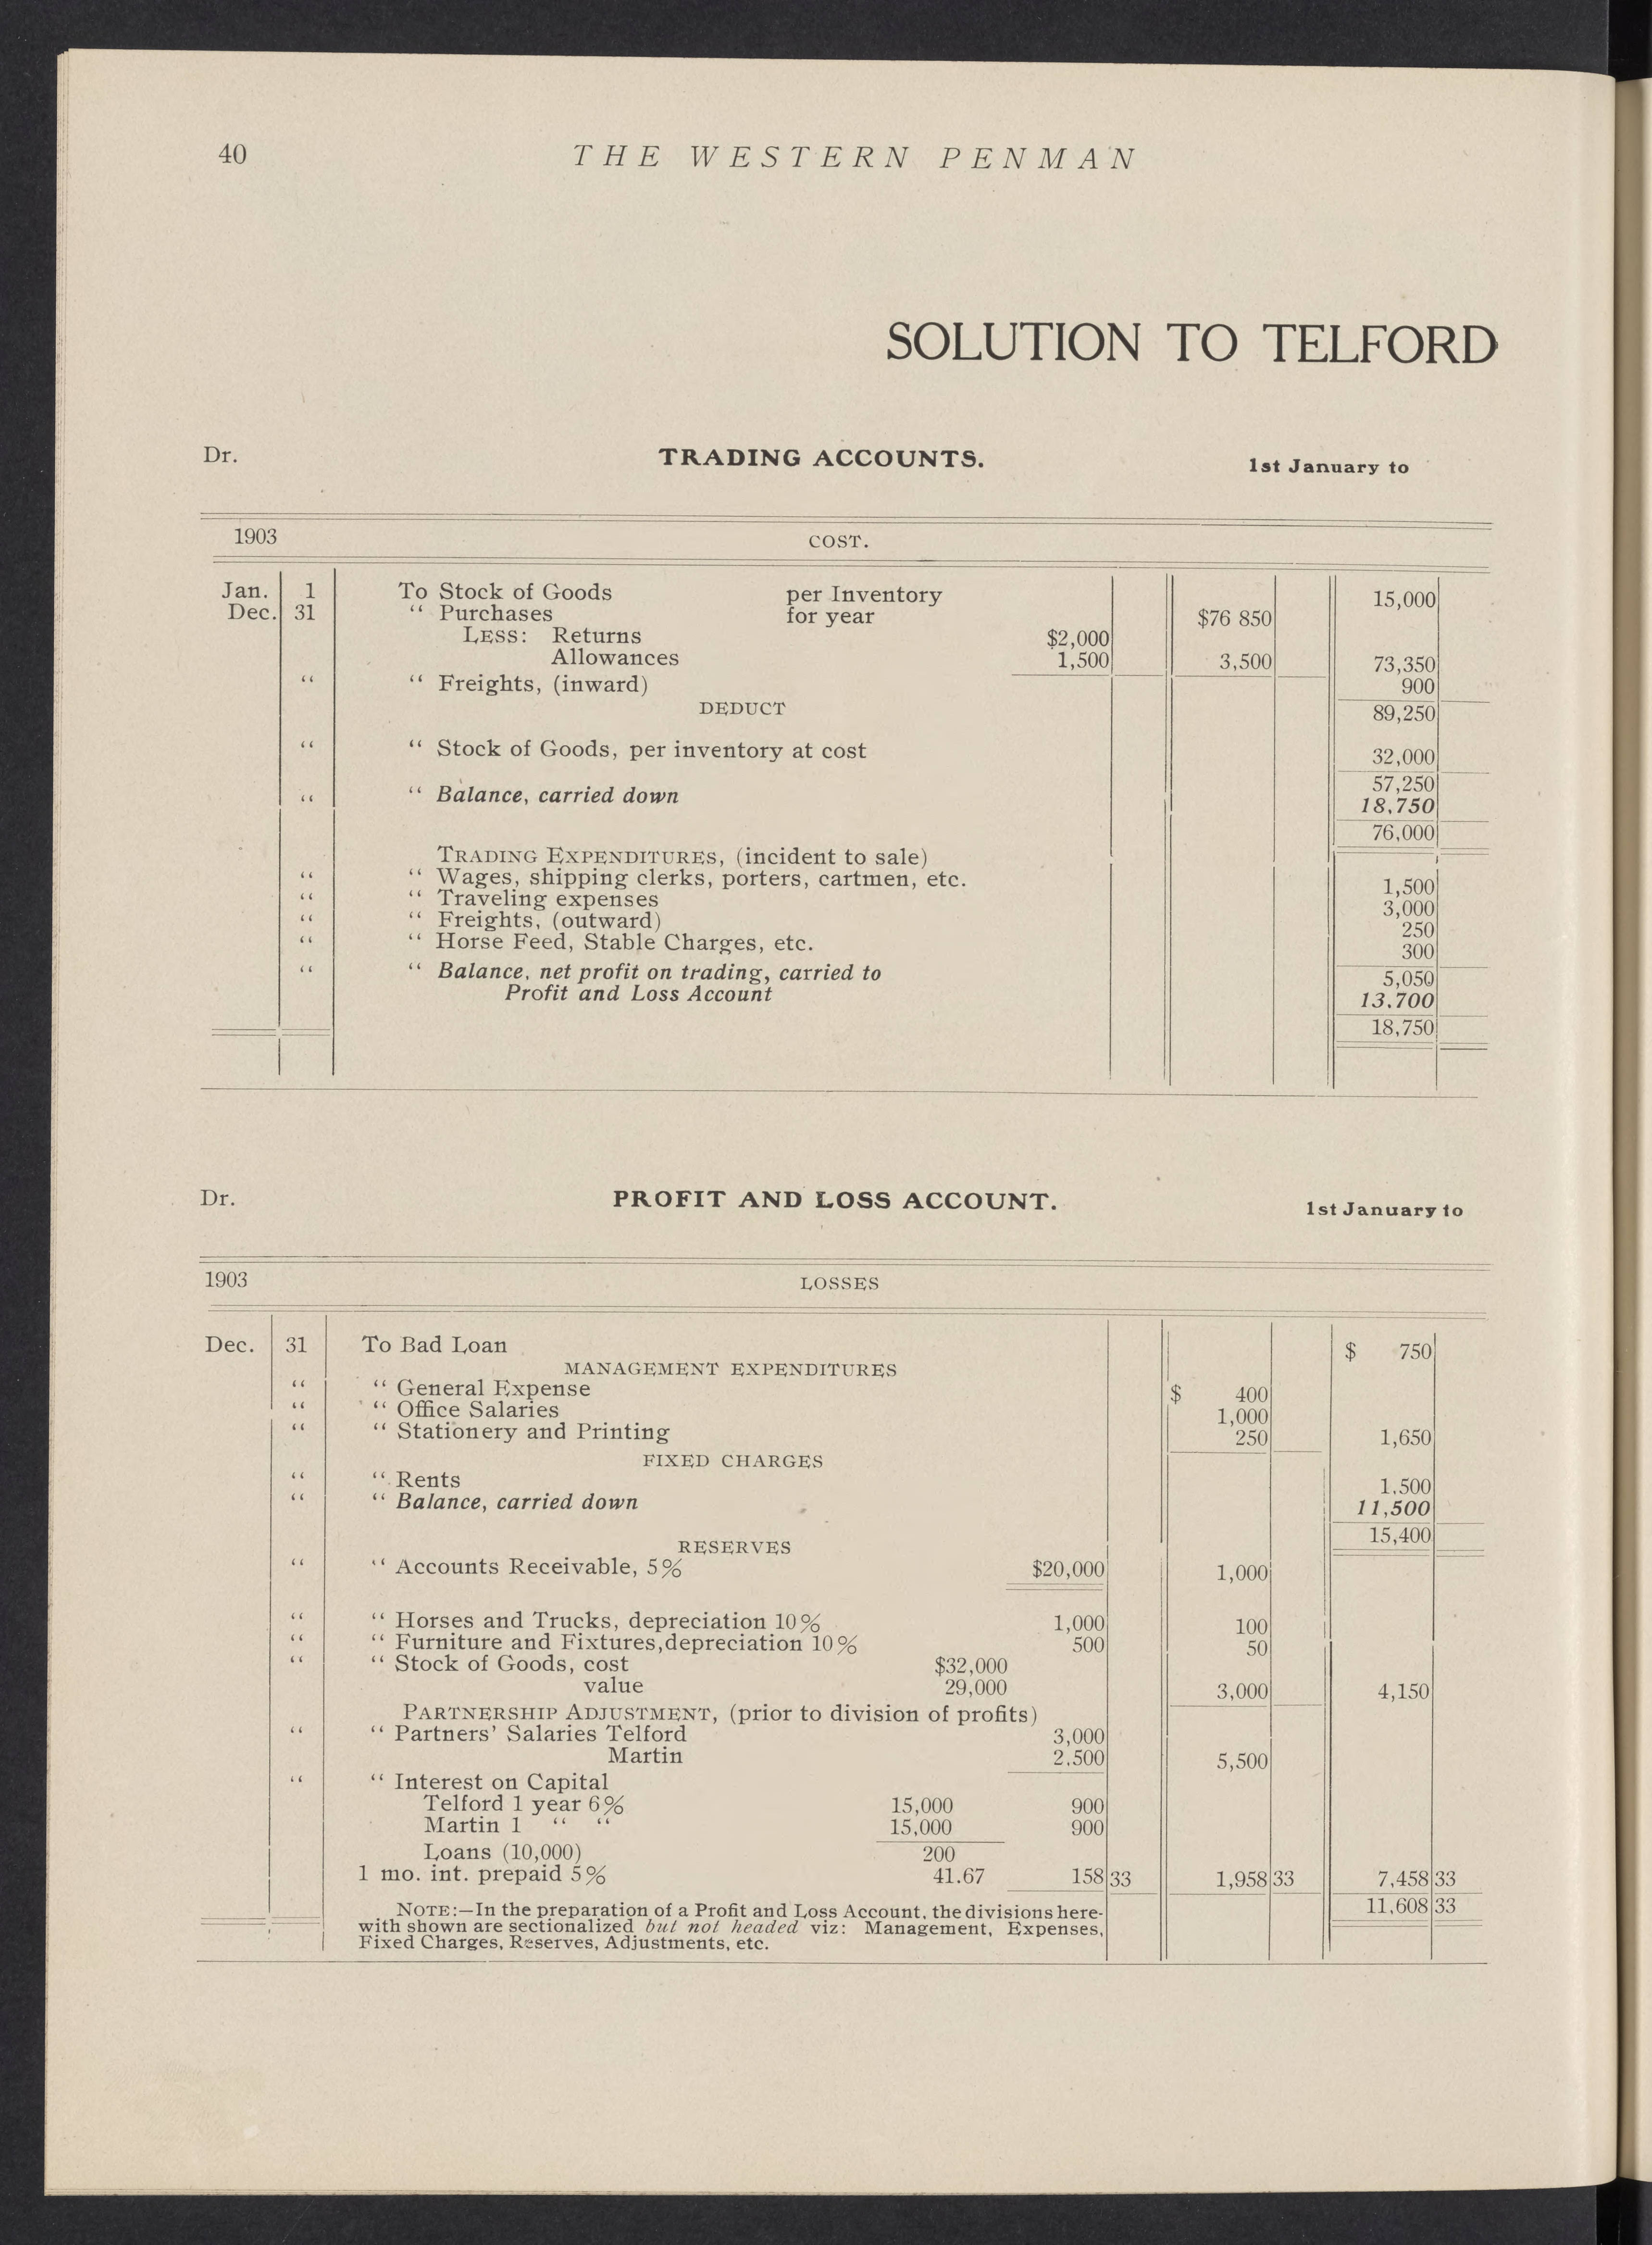 40 THE WESTERN PENMAN
SOLUTION TO TELFORD
Dr. TRADING ACCOUNTS. 1st January to
1903 COST.
Jan. 1 To Stock of Goods per Inventory 15,000
Dec. 31 “ Purchases for year $76 850
LESS: Returns $2,000
Allowances 1,500 3,500 73,350
“ “ Freights, (inward) 900
DEDUCT 89,250
“ “ Stock of Goods, per inventory at cost 32,000
57,250
“ “ Balance, carried down 18,750
76,000
TRADING EXPENDITURES, (incident to sale)
“ “ Wages, shipping clerks, porters, cartmen, etc. 1,500
“ “ Traveling expenses 3,000
“ “ Freights, (outward) 250
“ “ Horse Feed, Stable Charges, etc. 300
“ “ Balance, net profit on trading, carried to 5,050
Profit and Loss Account 13.700
18,750
Dr. PROFIT AND LOSS ACCOUNT. 1st January to
1903 LOSSES
Dec. 31 To Bad Loan $ 750
MANAGEMENT EXPENDITURES
“ “ General Expense $ 400
“ “ Office Salaries 1,000
“ “ Stationery and Printing 250 1,650
FIXED CHARGES
“ “ Rents 1.500
“ “ Balance, carried down 11,500
15,400
RESERVES
“ “ Accounts Receivable, 5% $20,000 1,000
“ “ Horses and Trucks, depreciation 10% 1,000 100
“ “ Furniture and Fixtures, depreciation 10% 500 50
“ “ Stock of Goods, cost $32,000
value 29,000 3,000 4,150
PARTNERSHIP ADJUSTMENT, (prior to division of profits)
“ “ Partners’ Salaries Telford 3,000
Martin 2.500 5,500
“ “ Interest on Capital
Telford 1 year 6% 15,000 900
Martin 1 “ “ 15,000 900
Loans (10,000) 200
1 mo. int. prepaid 5% 41.67 158 33 1,958 33 7,458 33
11,608 33
NOTE:—In the preparation of a Profit and Loss Account, the divisions here-
with shown are sectionalized but not headed viz: Management, Expenses,
Fixed Charges, Reserves, Adjustments, etc.